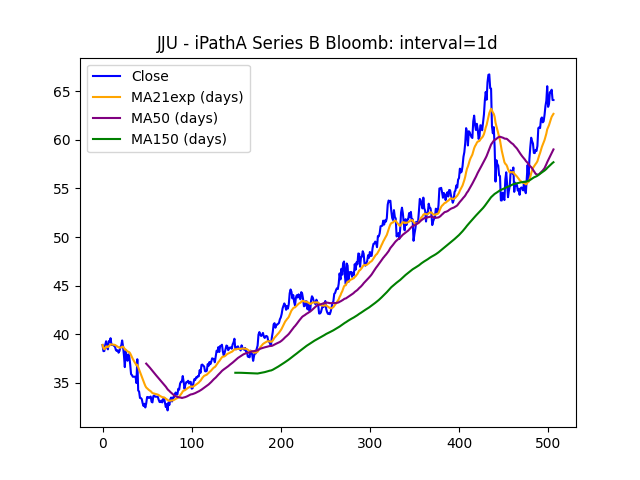 JJU - iPathA Series B Bloomb: interval=1d
Close
MA21exp (days)
MA50 (days)
MA150 (days)
65
60
55
50
45
40
35
0 100 200 300 400 500